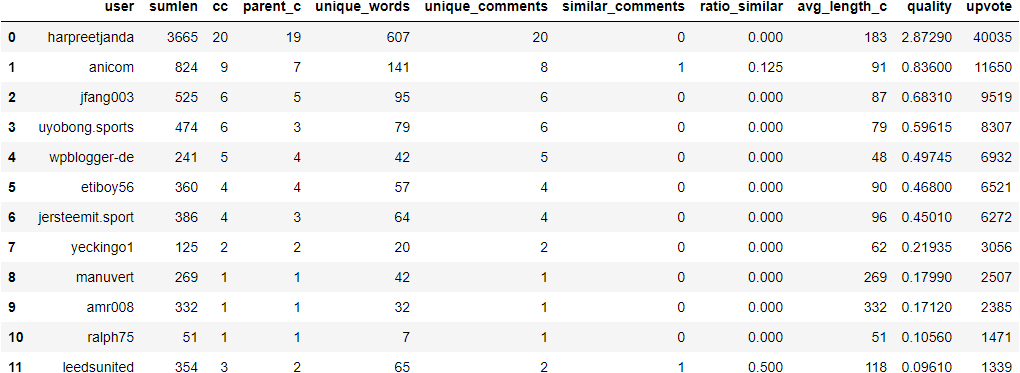 user sumlen cc parent_c unique_words unique_comments similar_comments ratio_similar avg_length_c quality upvote
0 harpreetjanda 3665 20 19 607 20 0 0.000 183 2.87290 40035
1 anicom 824 9 7 141 8 1 0.125 91 0.83600 11650
2 jfang003 525 6 5 95 6 0 0.000 87 0.68310 9519
3 uyobong.sports 474 6 3 79 6 0 0.000 79 0.59615 8307
4 wpblogger-de 241 5 4 42 5 0 0.000 48 0.49745 6932
5 etiboy56 360 4 4 57 4 0 0.000 90 0.46800 6521
6 jersteemit.sport 386 4 3 64 4 0 0.000 96 0.45010 6272
7 yeckingo1 125 2 2 20 2 0 0.000 62 0.21935 3056
8 manuvert 269 1 1 42 1 0 0.000 269 0.17990 2507
9 amr008 332 1 1 32 1 0 0.000 332 0.17120 2385
10 ralph75 51 1 1 7 1 0 0.000 51 0.10560 1471
11 leedsunited 354 3 2 65 2 1 0.500 118 0.09610 1339